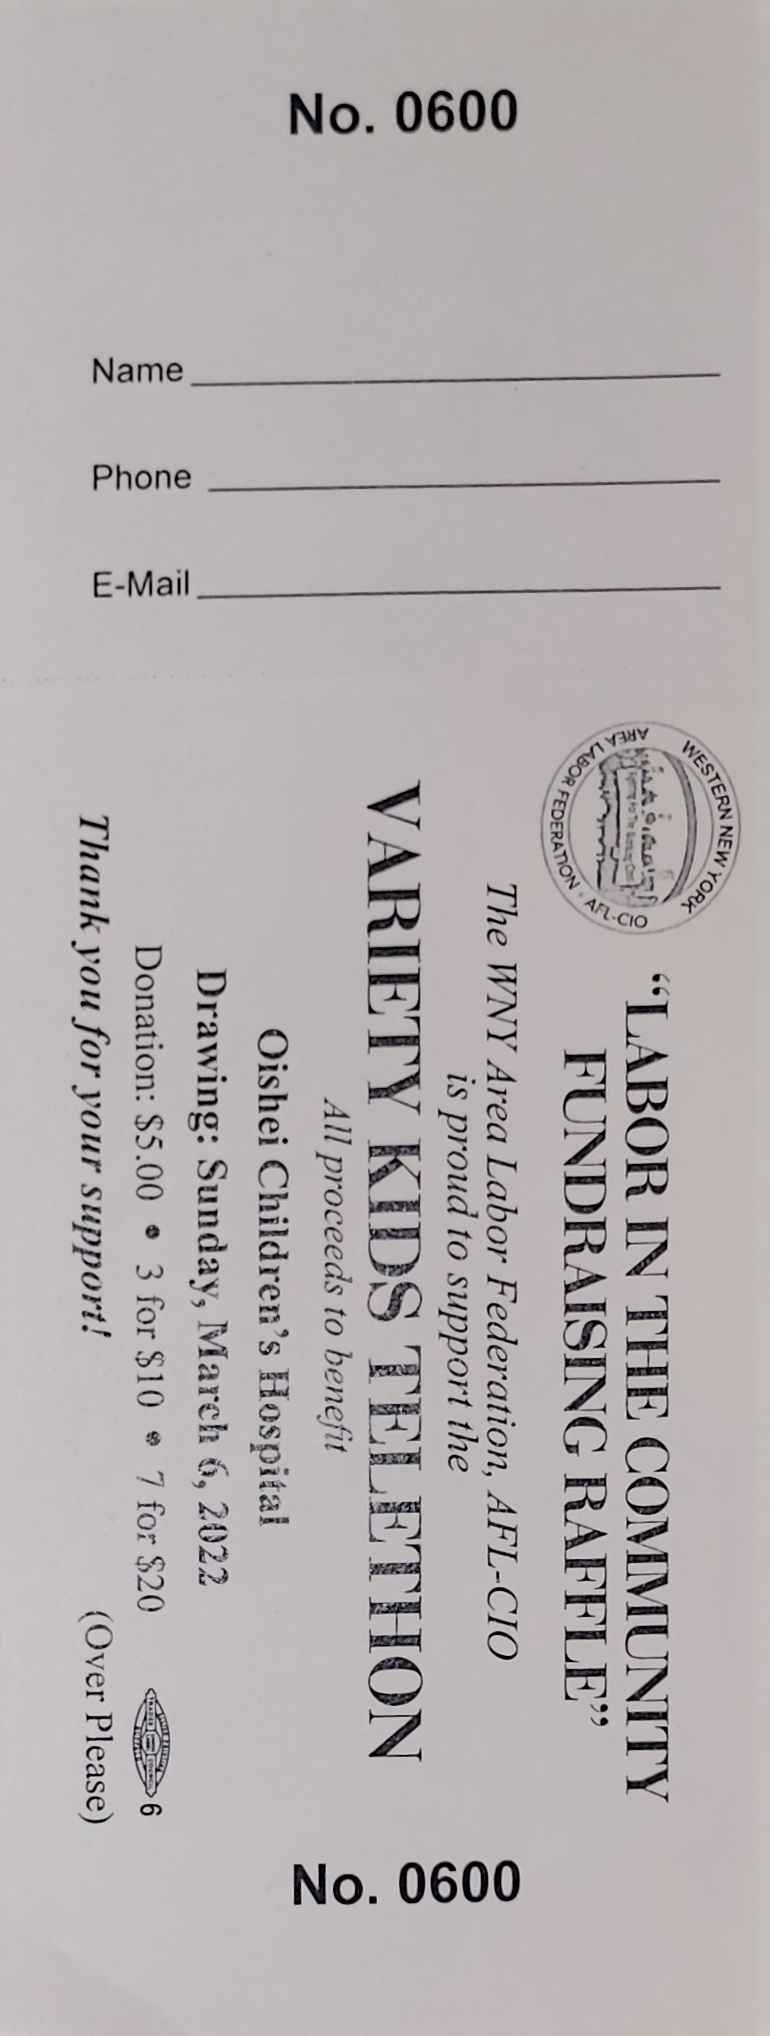 No. 0600
Name
Phone
E-Mail
WESTERN NEW YORK
AREA LABOR FEDERATION • AFL-CIO
“LABOR IN THE COMMUNITY
FUNDRAISING RAFFLE”
The WNY Area Labor Federation, AFL-CIO
is proud to support the
VARIETY KIDS TELETHON
All proceeds to benefit
Oishei Children’s Hospital
Drawing: Sunday, March 6, 2022
Donation: $5.00 • 3 for $10 • 7 for $20
TRADES COUNCIL
6
Thank you for your support!
(Over Please)
No. 0600